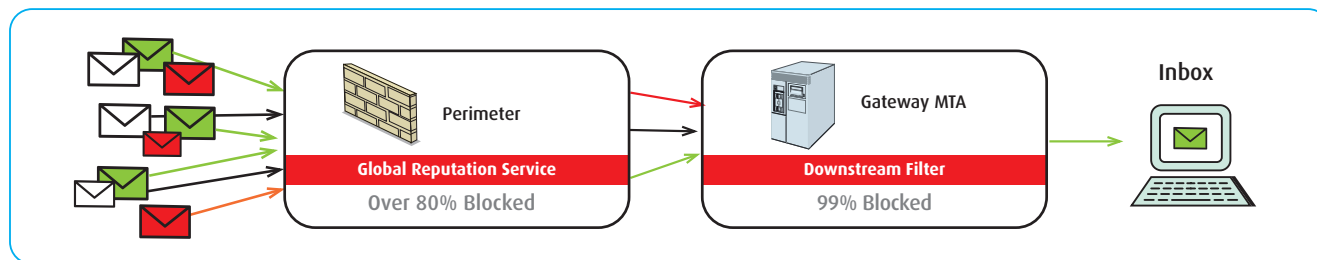 Perimeter
Global Reputation Service
Over 80% Blocked
Gateway MTA
Downstream Filter
99% Blocked
Inbox